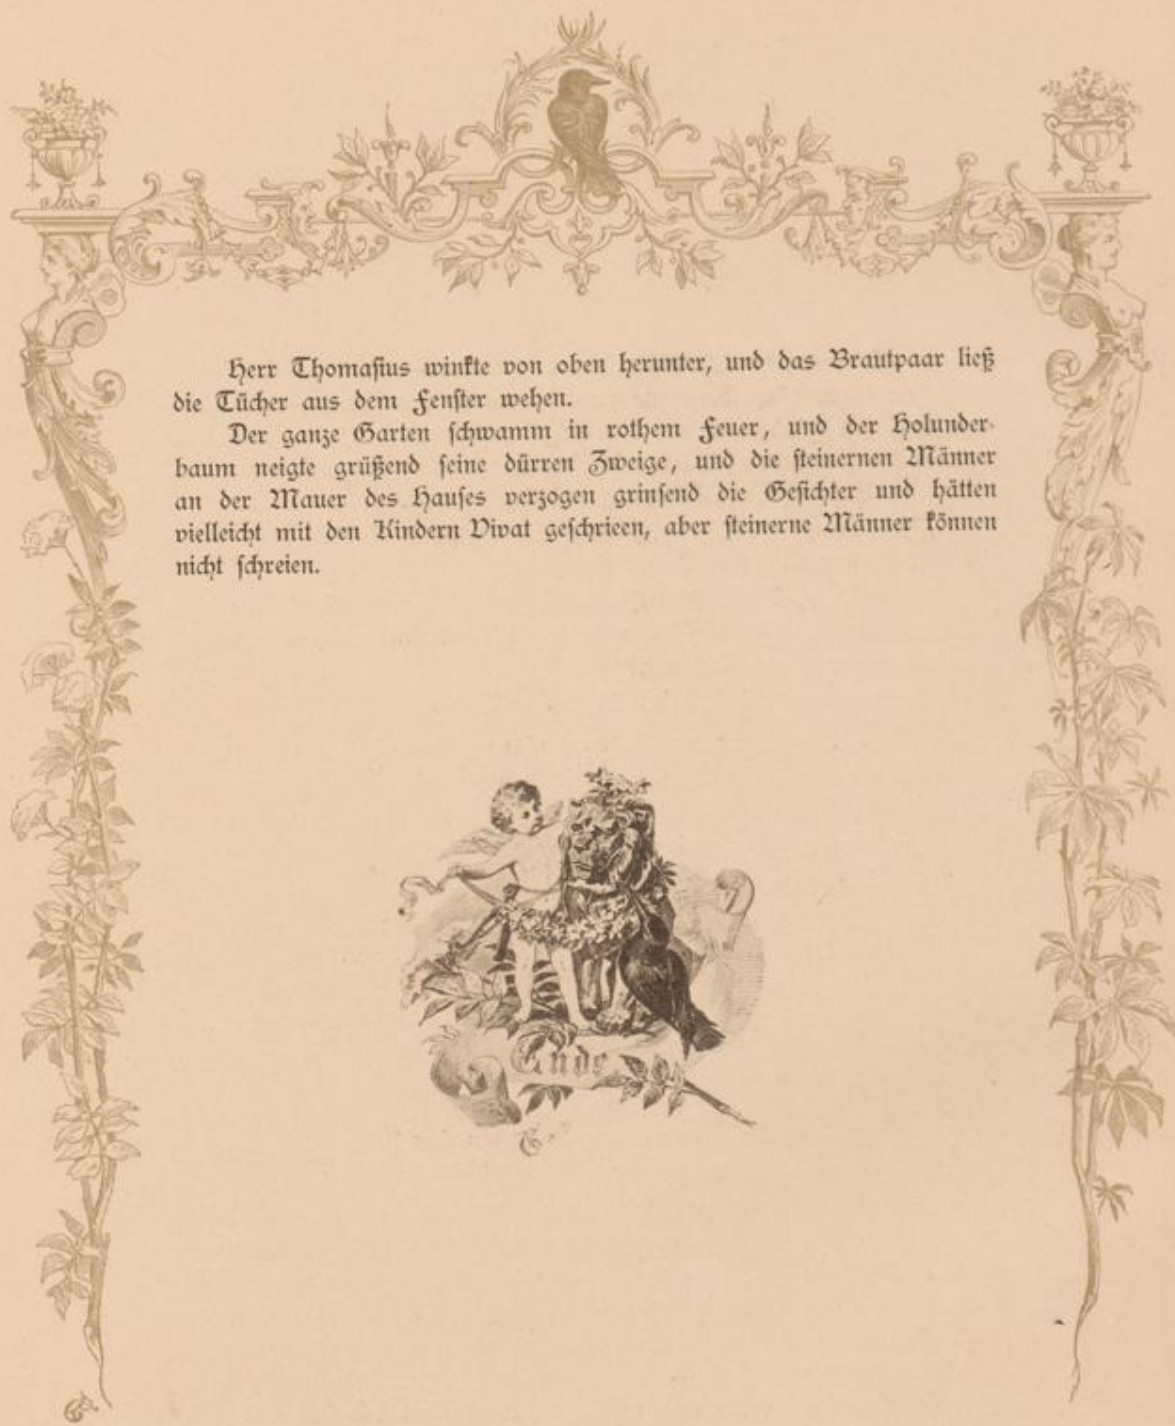 Herr Thomasius winkte von oben herunter, und das Brautpaar ließ
die Tücher aus dem Fenster wehen.
Der ganze Garten schwamm in rothem Feuer, und der Holunder-
baum neigte grüßend seine dürren Zweige, und die steinernen Männer
an der Mauer des Hauses verzogen grinsend die Gesichter und hätten
vielleicht mit den Kindern Vivat geschrieen, aber steinerne Männer können
nicht schreien.
Ende